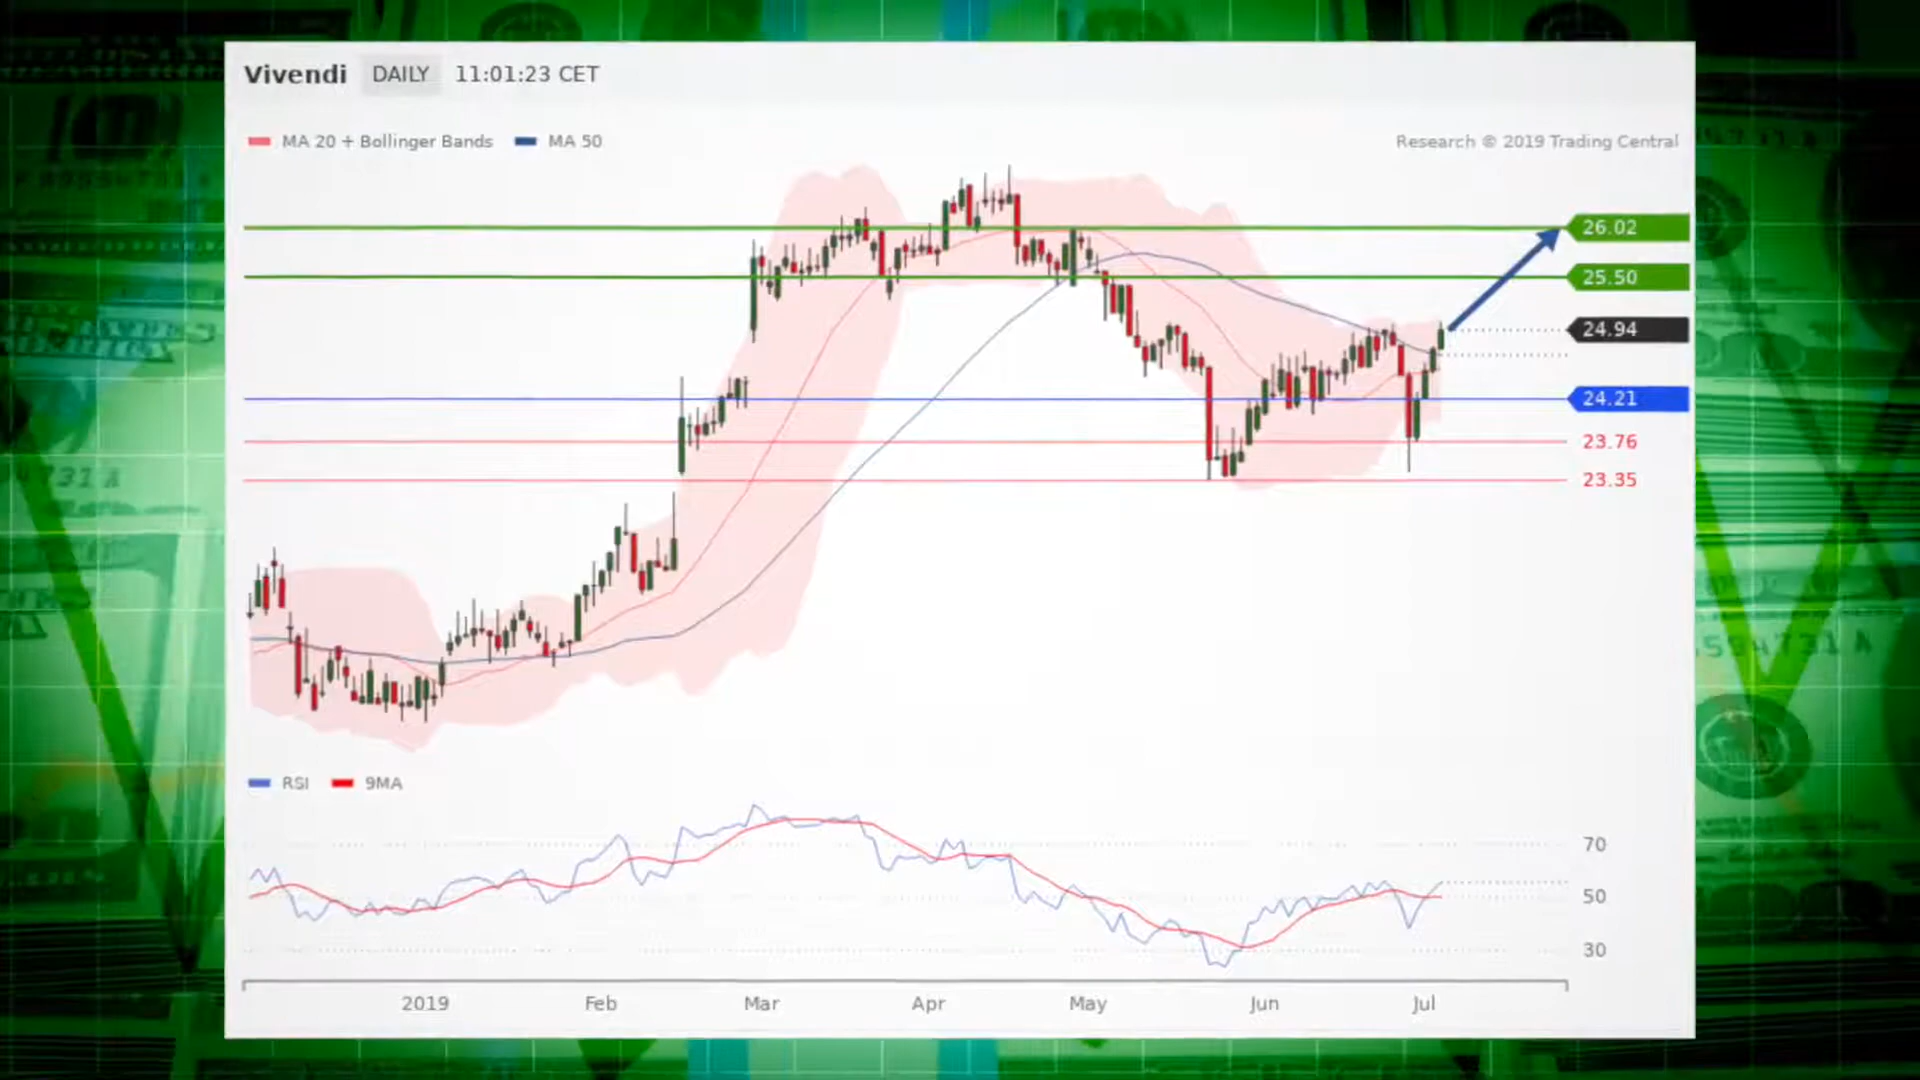 Vivendi DAILY 11:01:23 CET
MA 20 + Bollinger Bands MA 50 Research © 2019 Trading Central
26.02
25.50
24.94
24.21
23.76
23.35
RSI 9MA
70
50
30
2019 Feb Mar Apr May Jun Jul